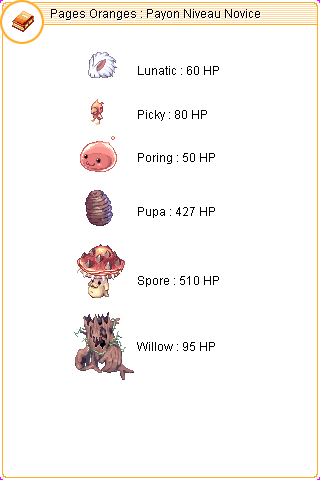 Pages Oranges : Payon Niveau Novice
Lunatic : 60 HP
Picky : 80 HP
Poring : 50 HP
Pupa : 427 HP
Spore : 510 HP
Willow : 95 HP